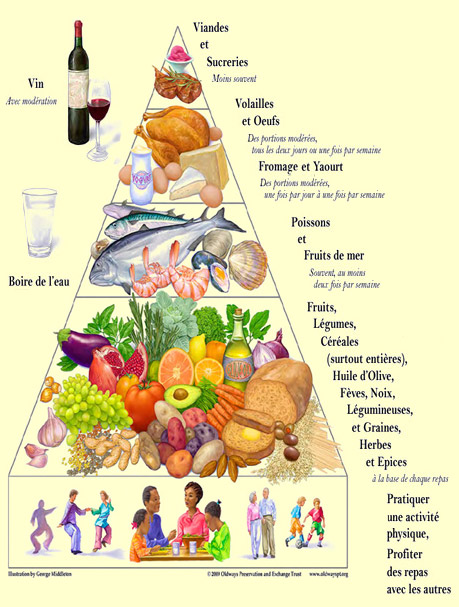 Viandes
et
Sucreries
Moins souvent
Vin
Avec modération
Volailles
et Oeufs
Des portions modérées,
tous les deux jours ou une fois par semaine
Fromage et Yaourt
Des portions modérées,
une fois par jour à une fois par semaine
Boire de l'eau
Poissons
et
Fruits de mer
Souvent, au moins
deux fois par semaine
Fruits,
Légumes,
Céréales
(surtout entières),
Huile d'Olive,
Fèves, Noix,
Légumineuses,
et Graines,
Herbes
et Epices
à la base de chaque repas
Pratiquer
une activité
physique,
Profiter
des repas
avec les autres
Illustration by George Middleton
©2009 Oldways Preservation and Exchange Trust
www.oldwayspt.org